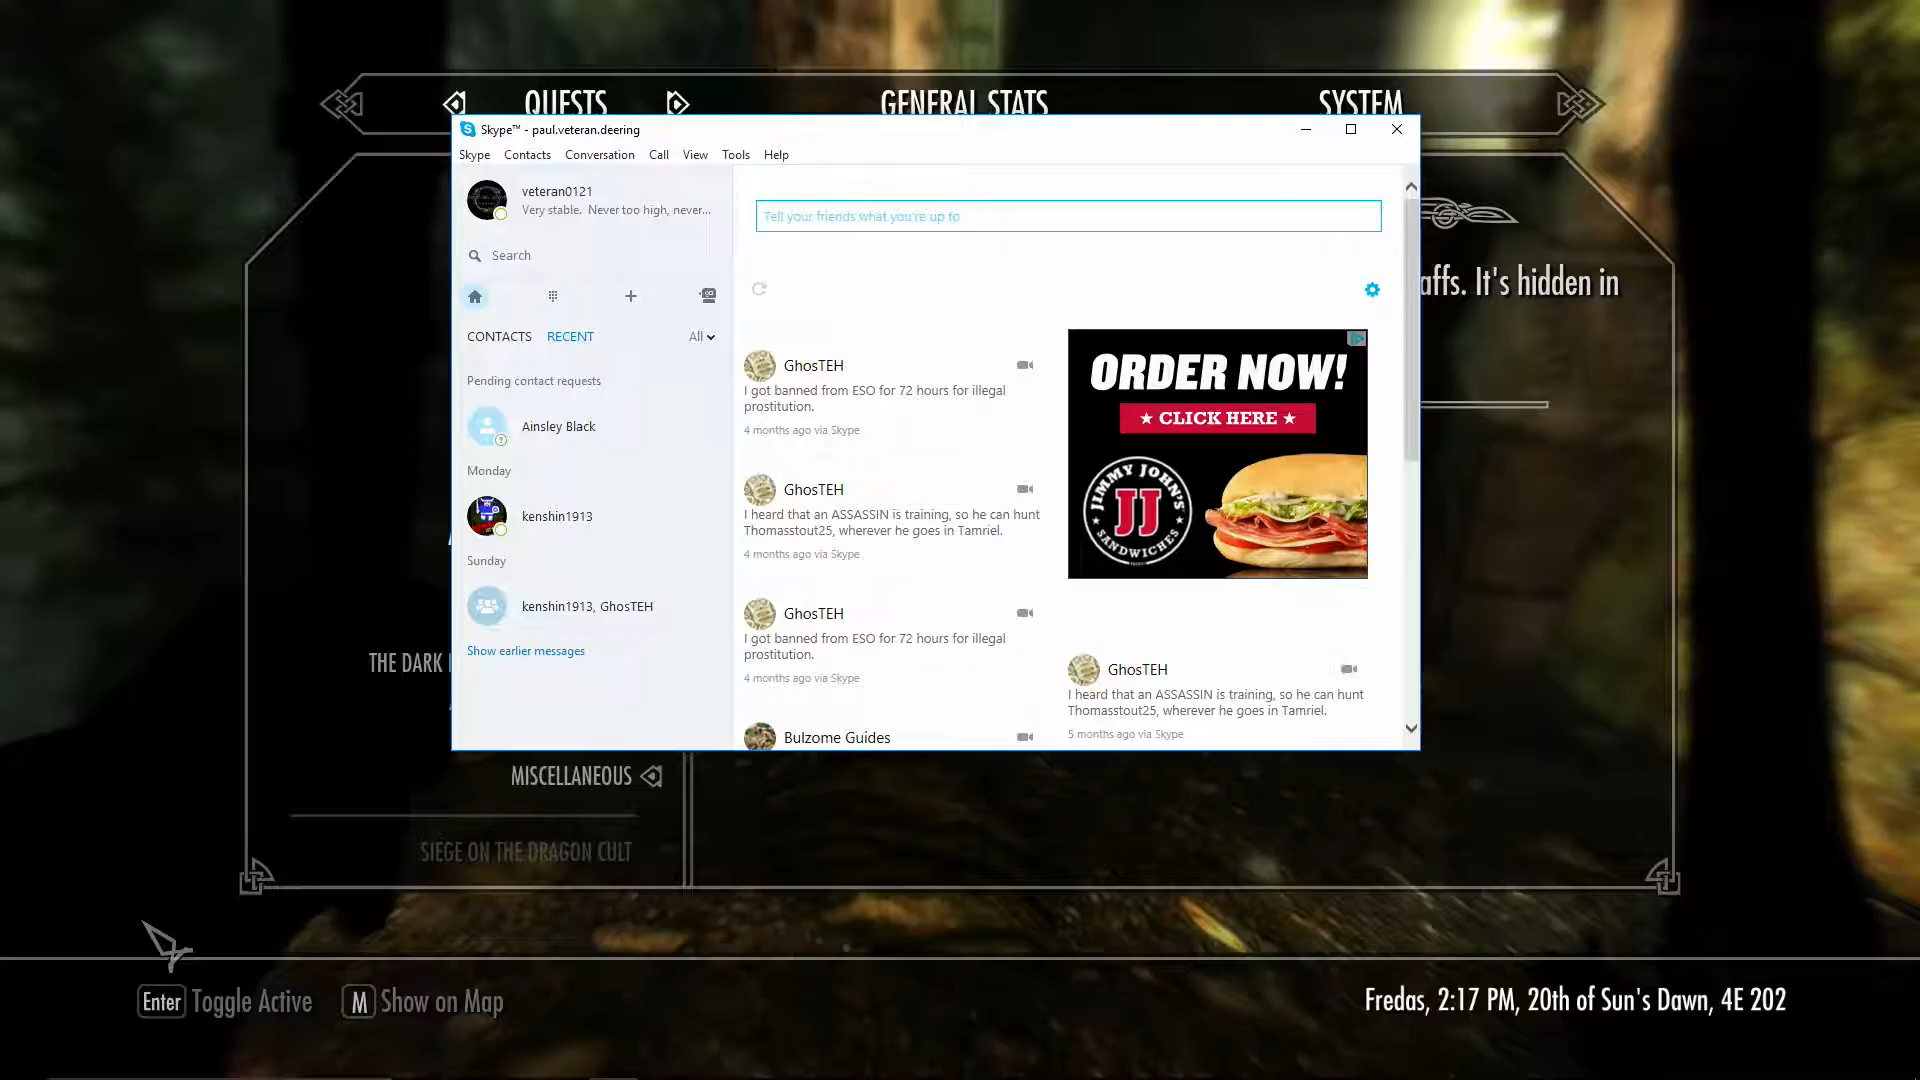 QUESTS
GENERAL STATS
SYSTEM
Skype™ - paul.veteran.deering
Skype Contacts Conversation Call View Tools Help
veteran0121
Very stable. Never too high, never...
Search
CONTACTS RECENT All
Pending contact requests
Ainsley Black
Monday
kenshin1913
Sunday
kenshin1913, GhosTEH
Show earlier messages
Tell your friends what you're up to
GhosTEH
I got banned from ESO for 72 hours for illegal
prostitution.
4 months ago via Skype
GhosTEH
I heard that an ASSASSIN is training, so he can hunt
Thomasstout25, wherever he goes in Tamriel.
4 months ago via Skype
GhosTEH
I got banned from ESO for 72 hours for illegal
prostitution.
4 months ago via Skype
Bulzome Guides
ORDER NOW!
★ CLICK HERE ★
JIMMY JOHN'S
JJ
SANDWICHES
GhosTEH
I heard that an ASSASSIN is training, so he can hunt
Thomasstout25, wherever he goes in Tamriel.
5 months ago via Skype
affs. It's hidden in
THE DARK
MISCELLANEOUS
SIEGE ON THE DRAGON CULT
Enter Toggle Active M Show on Map
Fredas, 2:17 PM, 20th of Sun's Dawn, 4E 202